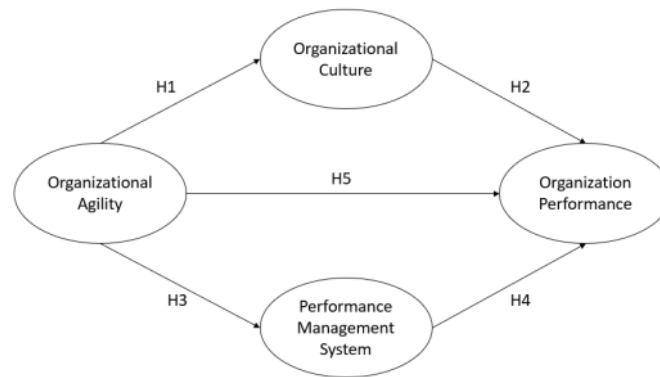 Organizational
Culture
H1
H2
Organizational
Agility
H5
Organization
Performance
H3
H4
Performance
Management
System